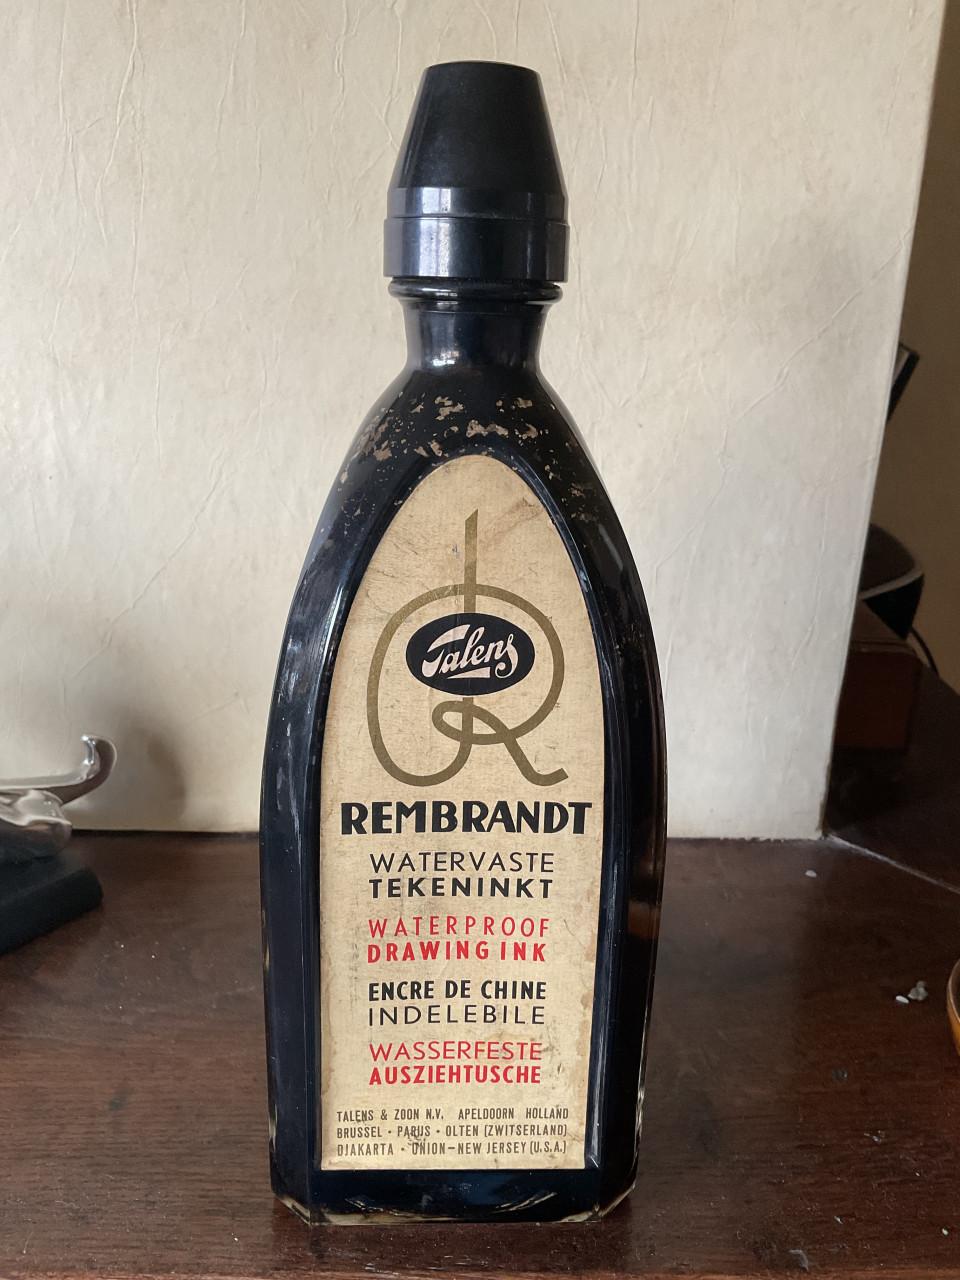 Talens
REMBRANDT
WATERVASTE
TEKENINKT
WATERPROOF
DRAWING INK
ENCRE DE CHINE
INDELEBILE
WASSERFESTE
AUSZIEHTUSCHE
TALENS & ZOON N.V. APELDOORN HOLLAND
BRUSSEL • PARIJS • OLTEN (ZWITSERLAND)
DJAKARTA • UNION–NEW JERSEY (U.S.A.)